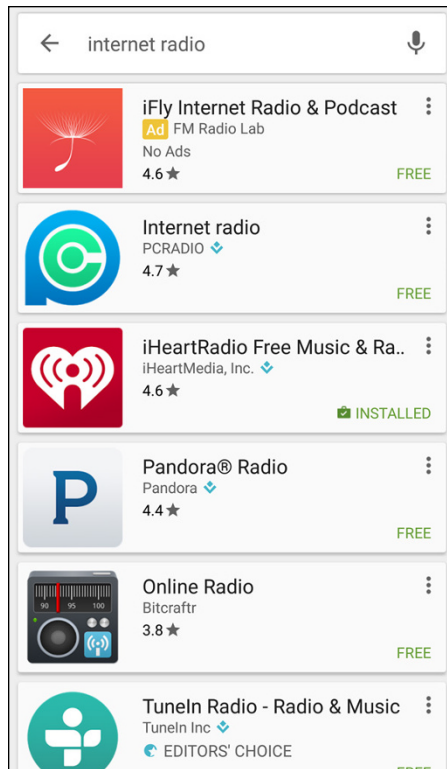 internet radio
iFly Internet Radio & Podcast
Ad FM Radio Lab
No Ads
4.6★
FREE
Internet radio
PCRADIO
4.7★
FREE
iHeartRadio Free Music & Ra..
iHeartMedia, Inc.
4.6★
INSTALLED
P
Pandora® Radio
Pandora
4.4★
FREE
90 95 100
Online Radio
Bitcraftr
3.8★
FREE
TuneIn Radio - Radio & Music
TuneIn Inc
EDITORS' CHOICE
FREE